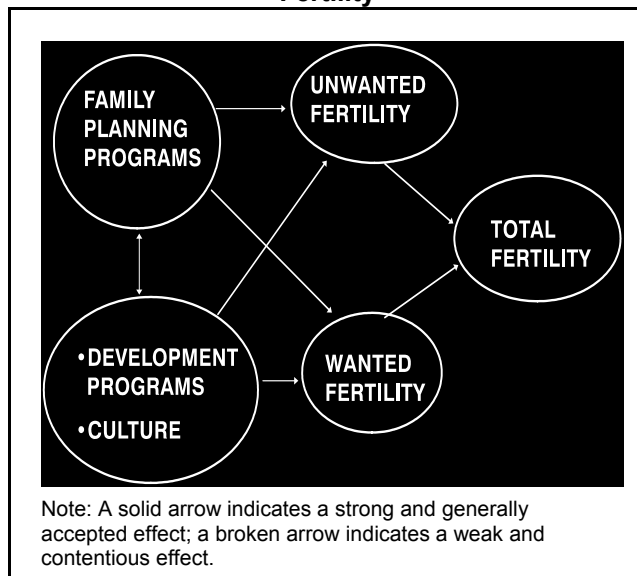 Fertility
FAMILY
PLANNING
PROGRAMS
UNWANTED
FERTILITY
TOTAL
FERTILITY
•DEVELOPMENT
PROGRAMS
•CULTURE
WANTED
FERTILITY
Note: A solid arrow indicates a strong and generally
accepted effect; a broken arrow indicates a weak and
contentious effect.